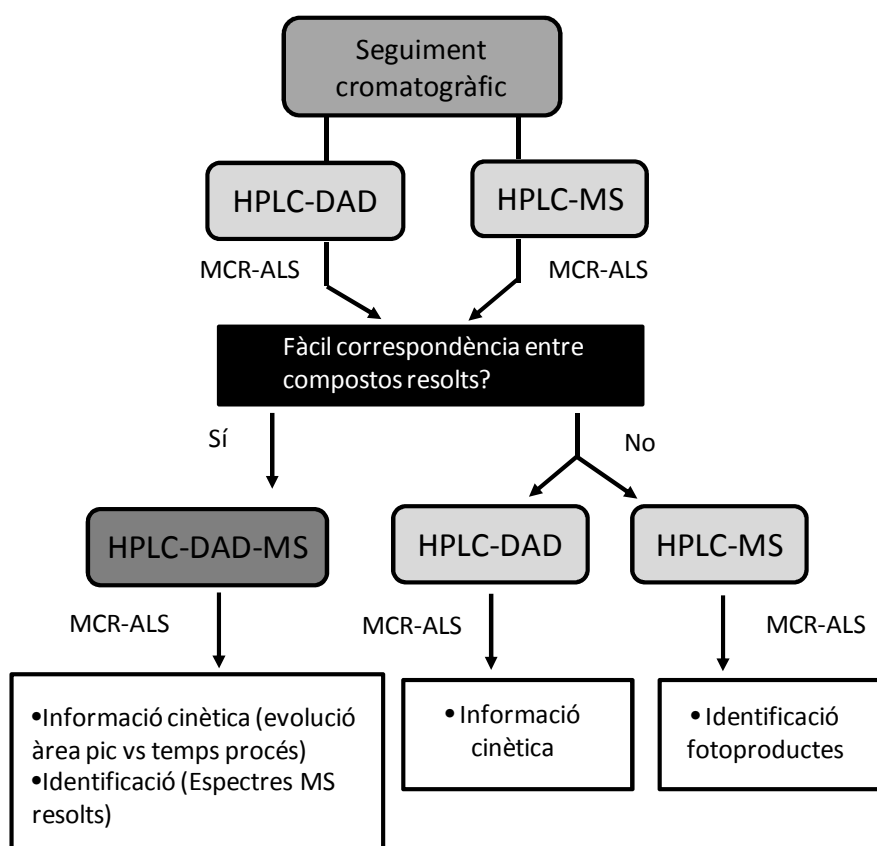 Seguiment
cromatogràfic
HPLC-DAD
HPLC-MS
MCR-ALS
MCR-ALS
Fàcil correspondència entre
compostos resolts?
Sí
No
HPLC-DAD-MS
HPLC-DAD
HPLC-MS
MCR-ALS
MCR-ALS
MCR-ALS
•Informació cinètica (evolució
àrea pic vs temps procés)
•Identificació (Espectres MS
resolts)
• Informació
cinètica
• Identificació
fotoproductes